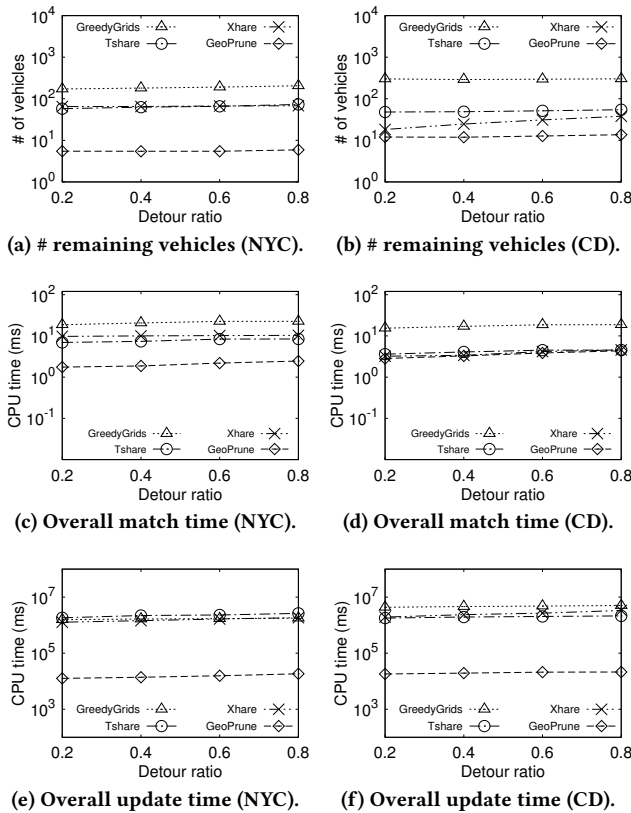 10^4
10^3
10^2
10^1
10^0
# of vehicles
GreedyGrids
Tshare
Xhare
GeoPrune
0.2 0.4 0.6 0.8
Detour ratio
(a) # remaining vehicles (NYC).
10^4
10^3
10^2
10^1
10^0
# of vehicles
GreedyGrids
Tshare
Xhare
GeoPrune
0.2 0.4 0.6 0.8
Detour ratio
(b) # remaining vehicles (CD).
10^2
10^1
10^0
10^-1
CPU time (ms)
GreedyGrids
Tshare
Xhare
GeoPrune
0.2 0.4 0.6 0.8
Detour ratio
(c) Overall match time (NYC).
10^2
10^1
10^0
10^-1
CPU time (ms)
GreedyGrids
Tshare
Xhare
GeoPrune
0.2 0.4 0.6 0.8
Detour ratio
(d) Overall match time (CD).
10^7
10^5
10^3
CPU time (ms)
GreedyGrids
Tshare
Xhare
GeoPrune
0.2 0.4 0.6 0.8
Detour ratio
(e) Overall update time (NYC).
10^7
10^5
10^3
CPU time (ms)
GreedyGrids
Tshare
Xhare
GeoPrune
0.2 0.4 0.6 0.8
Detour ratio
(f) Overall update time (CD).